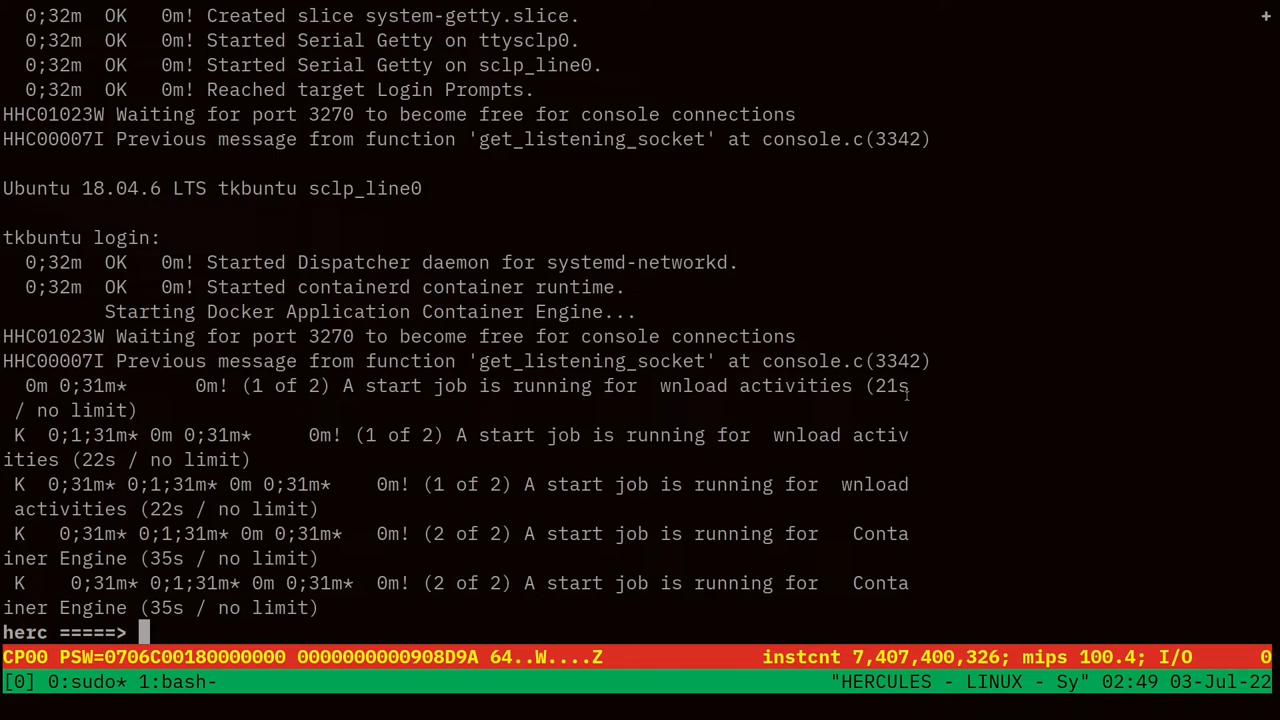 0;32m  OK   0m! Created slice system-getty.slice. +
0;32m  OK   0m! Started Serial Getty on ttysclp0.
0;32m  OK   0m! Started Serial Getty on sclp_line0.
0;32m  OK   0m! Reached target Login Prompts.
HHC01023W Waiting for port 3270 to become free for console connections
HHC00007I Previous message from function 'get_listening_socket' at console.c(3342)
Ubuntu 18.04.6 LTS tkbuntu sclp_line0
tkbuntu login:
0;32m  OK   0m! Started Dispatcher daemon for systemd-networkd.
0;32m  OK   0m! Started containerd container runtime.
Starting Docker Application Container Engine...
HHC01023W Waiting for port 3270 to become free for console connections
HHC00007I Previous message from function 'get_listening_socket' at console.c(3342)
0m 0;31m*      0m! (1 of 2) A start job is running for  wnload activities (21s
/ no limit)
K  0;1;31m* 0m 0;31m*     0m! (1 of 2) A start job is running for  wnload activ
ities (22s / no limit)
K  0;31m* 0;1;31m* 0m 0;31m*    0m! (1 of 2) A start job is running for  wnload
activities (22s / no limit)
K   0;31m* 0;1;31m* 0m 0;31m*   0m! (2 of 2) A start job is running for   Conta
iner Engine (35s / no limit)
K    0;31m* 0;1;31m* 0m 0;31m*  0m! (2 of 2) A start job is running for   Conta
iner Engine (35s / no limit)
herc =====>
CP00 PSW=0706C00180000000 0000000000908D9A 64..W....Z instcnt 7,407,400,326; mips 100.4; I/O 0
[0] 0:sudo* 1:bash- "HERCULES - LINUX - Sy" 02:49 03-Jul-22